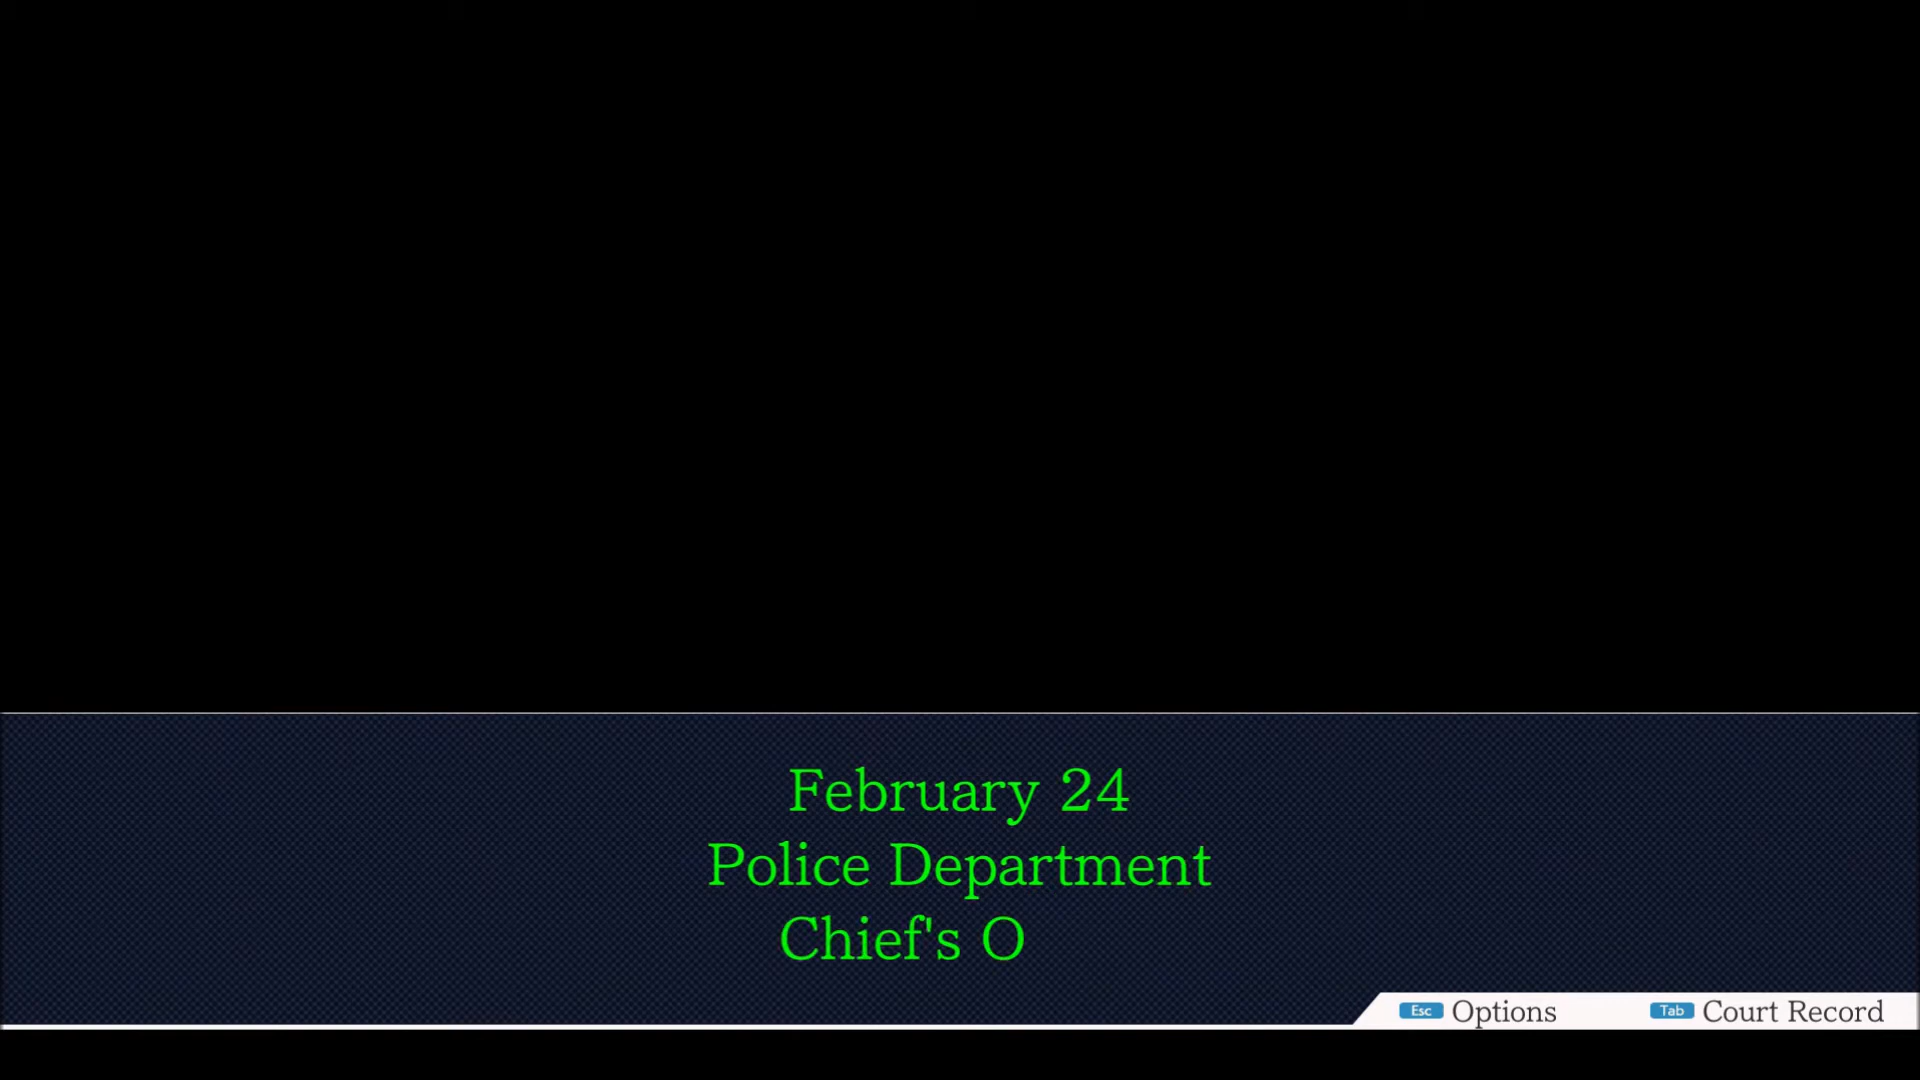 February 24
Police Department
Chief's O
Esc Options Tab Court Record